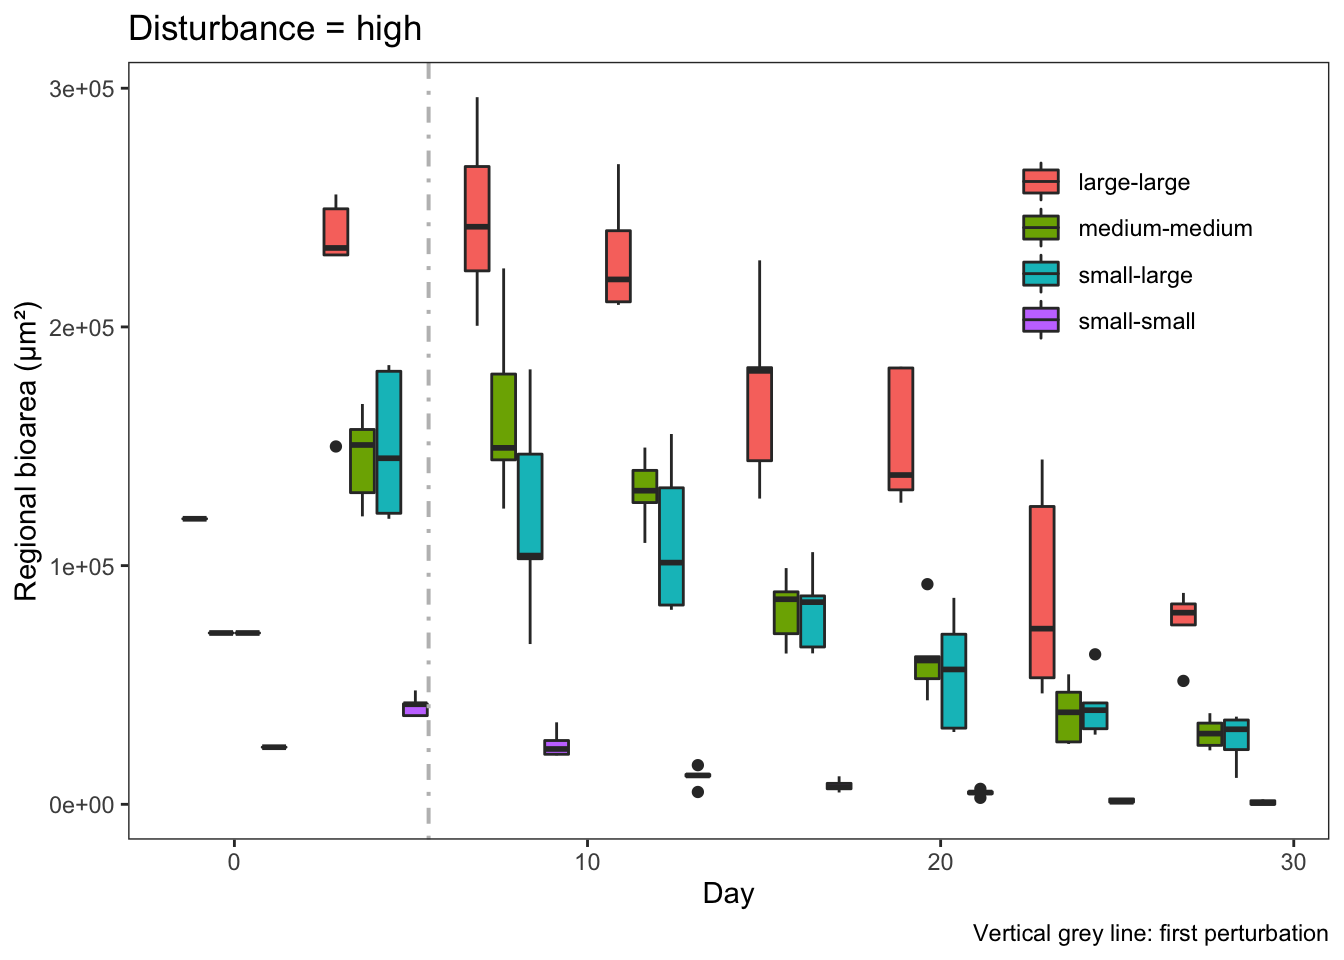 Disturbance = high
3e+05
2e+05
1e+05
0e+00
Regional bioarea (µm²)
large-large
medium-medium
small-large
small-small
0
10
20
30
Day
Vertical grey line: first perturbation